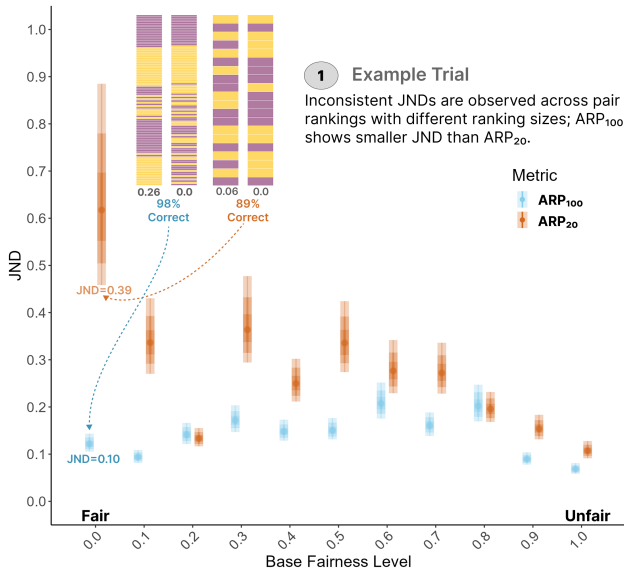 1 Example Trial
Inconsistent JNDs are observed across pair
rankings with different ranking sizes; ARP100
shows smaller JND than ARP20.
0.26 0.0 0.06 0.0
98% Correct
89% Correct
Metric
ARP100
ARP20
JND
1.0
0.9
0.8
0.7
0.6
0.5
0.4
0.3
0.2
0.1
0.0
JND=0.39
JND=0.10
Fair
Unfair
0.0 0.1 0.2 0.3 0.4 0.5 0.6 0.7 0.8 0.9 1.0
Base Fairness Level